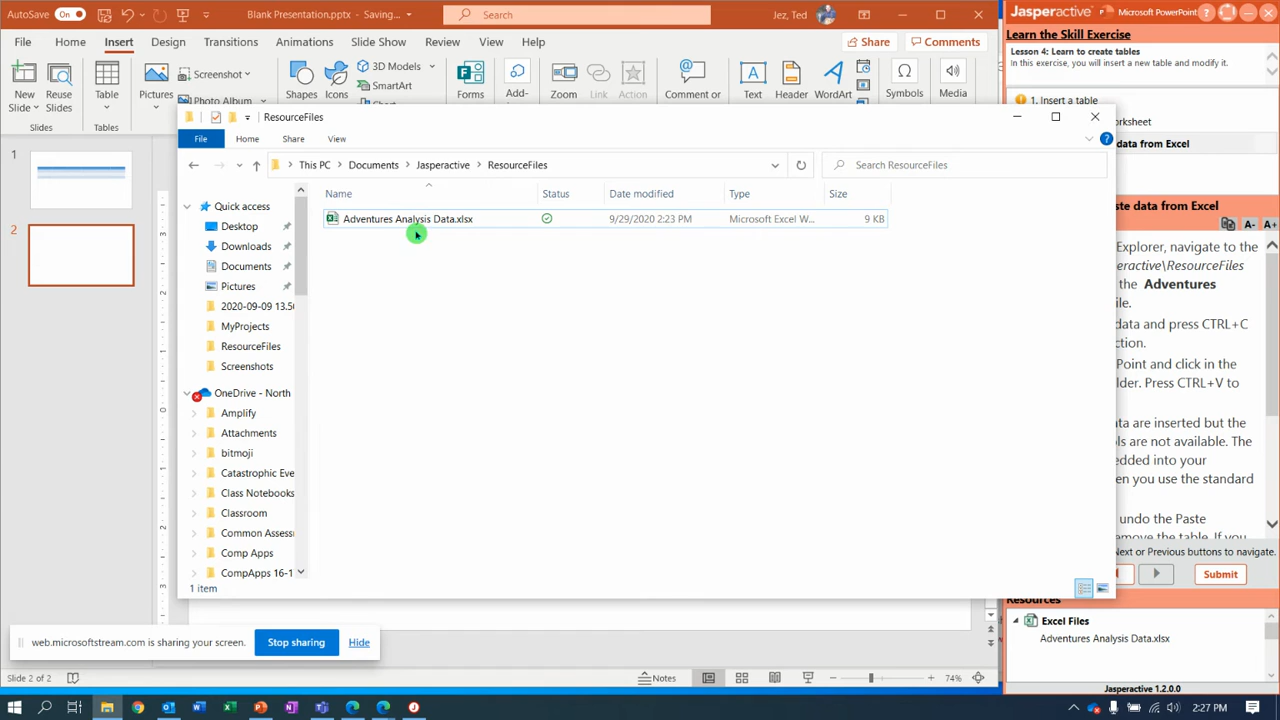 AutoSave On Blank Presentation.pptx - Saving... Search Jez, Ted
File Home Insert Design Transitions Animations Slide Show Review View Help Share Comments
New Slide Reuse Slides Table Pictures Screenshot Photo Album Shapes Icons 3D Models SmartArt Chart Forms Add- Zoom Link Action Comment or Text Header WordArt Symbols Media
Slides Tables
ResourceFiles
File Home Share View
This PC > Documents > Jasperactive > ResourceFiles
Search ResourceFiles
Name Status Date modified Type Size
Adventures Analysis Data.xlsx 9/29/2020 2:23 PM Microsoft Excel W... 9 KB
Quick access
Desktop
Downloads
Documents
Pictures
2020-09-09 13.50
MyProjects
ResourceFiles
Screenshots
OneDrive - North
Amplify
Attachments
bitmoji
Catastrophic Eve
Class Notebooks
Classroom
Common Assess
Comp Apps
CompApps 16-1
1 item
1
2
Jasperactive Microsoft PowerPoint
Learn the Skill Exercise
Lesson 4: Learn to create tables
In this exercise, you will insert a new table and modify it.
1. Insert a table
orksheet
data from Excel
ste data from Excel
A- A+
Explorer, navigate to the
eractive\ResourceFiles
the Adventures
ile.
data and press CTRL+C
ction.
Point and click in the
lder. Press CTRL+V to
ata are inserted but the
ols are not available. The
edded into your
en you use the standard
undo the Paste
emove the table. If you
Next or Previous buttons to navigate.
Submit
Resources
Excel Files
Adventures Analysis Data.xlsx
Jasperactive 1.2.0.0
web.microsoftstream.com is sharing your screen. Stop sharing Hide
Slide 2 of 2 Notes 74%
2:27 PM